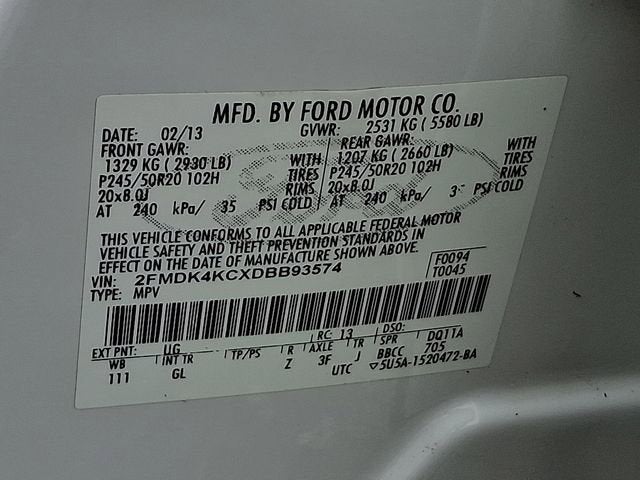 MFD. BY FORD MOTOR CO.
DATE: 02/13 GVWR: 2531 KG ( 5580 LB)
FRONT GAWR: REAR GAWR:
1329 KG ( 2930 LB) WITH 1207 KG ( 2660 LB) WITH
P245/50R20 102H TIRES P245/50R20 102H TIRES
20x8.0J RIMS 20x8.0J RIMS
AT 240 kPa/ 35 PSI COLD AT 240 kPa/ PSI COLD
THIS VEHICLE CONFORMS TO ALL APPLICABLE FEDERAL MOTOR
VEHICLE SAFETY AND THEFT PREVENTION STANDARDS IN
EFFECT ON THE DATE OF MANUFACTURE SHOWN ABOVE.
VIN: 2FMDK4KCXDBB93574 F0094
TYPE: MPV T0045
RC: 13 DSO:
EXT PNT: UG
WB INT TR TP/PS R AXLE TR SPR DQ11A
111 GL Z 3F J BBCC 705
UTC ▽5U5A-1520472-BA